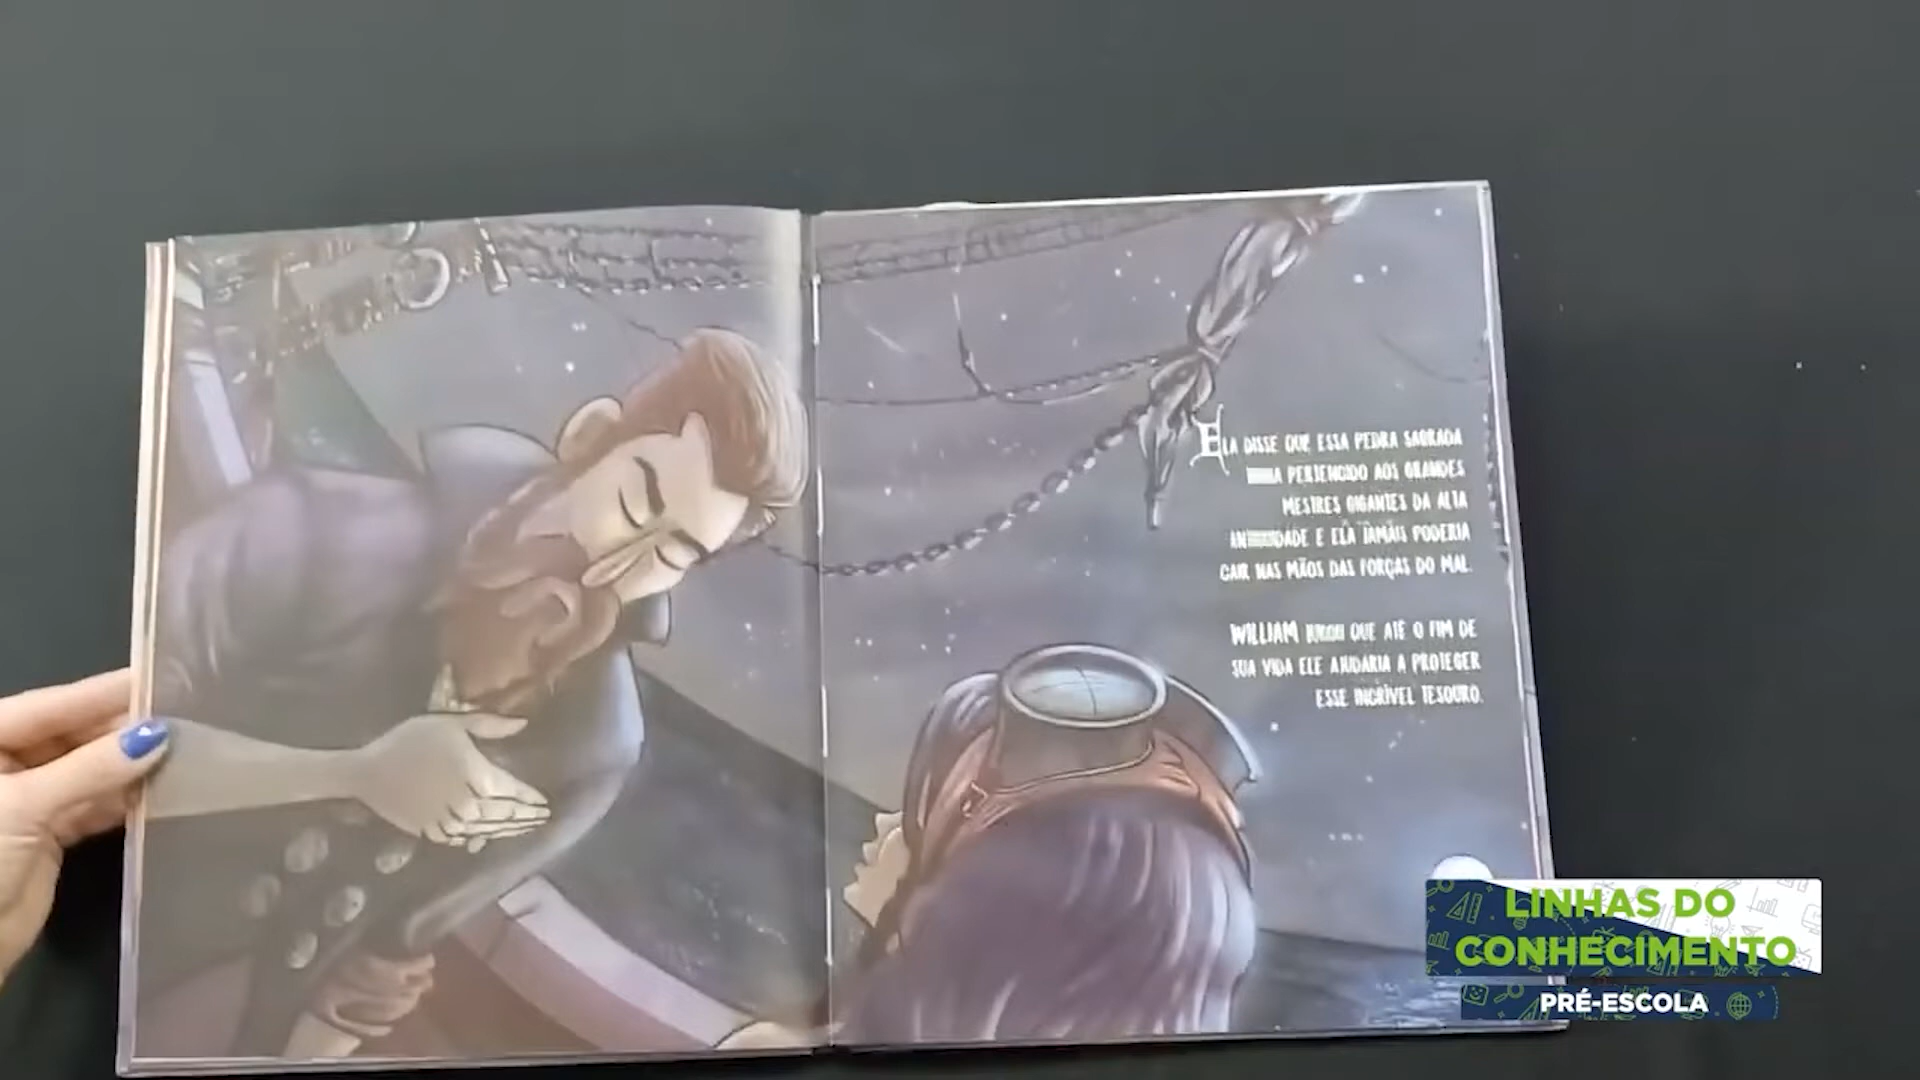 ELA DISSE QUE ESSA PEDRA SAGRADA
PERTENCIDO AOS GRANDES
MESTRES GIGANTES DA ALTA
E ELA JAMAIS PODERIA
CAIR NAS MÃOS DAS FORÇAS DO MAL.
WILLIAM JUROU QUE ATÉ O FIM DE
SUA VIDA ELE AJUDARIA A PROTEGER
ESSE INCRÍVEL TESOURO.
LINHAS DO
CONHECIMENTO
PRÉ-ESCOLA